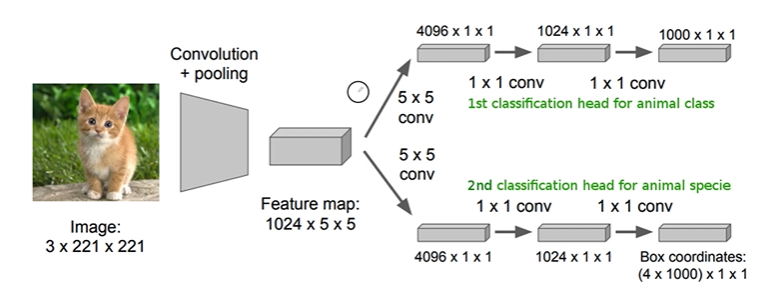 4096 x 1 x 1
1024 x 1 x 1
1000 x 1 x 1
Convolution
+ pooling
1 x 1 conv
1 x 1 conv
5 x 5
conv
1st classification head for animal class
5 x 5
conv
2nd classification head for animal specie
Feature map:
1024 x 5 x 5
1 x 1 conv
1 x 1 conv
Image:
3 x 221 x 221
4096 x 1 x 1
1024 x 1 x 1
Box coordinates:
(4 x 1000) x 1 x 1